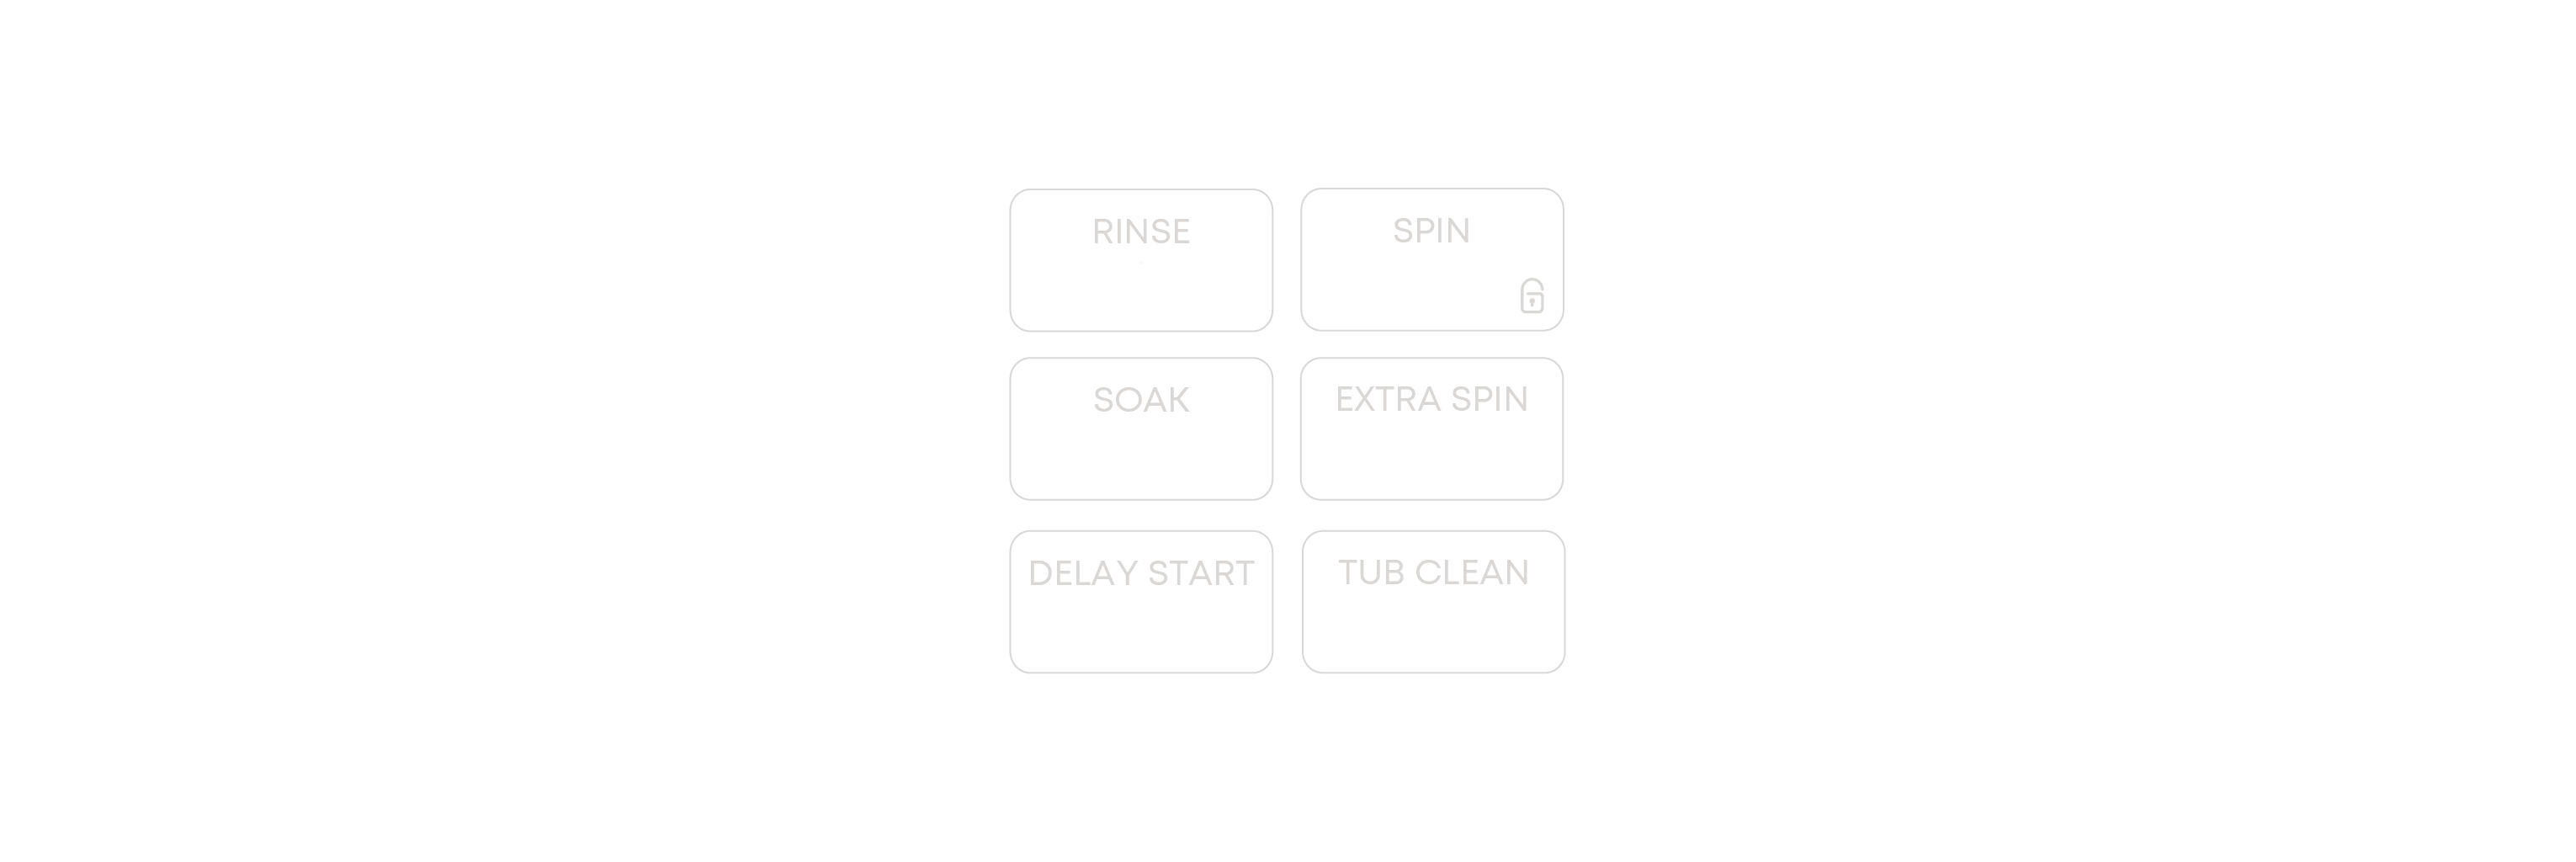 RINSE
SPIN
SOAK
EXTRA SPIN
DELAY START
TUB CLEAN